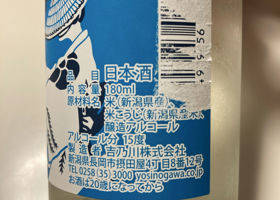 品目 日本酒
内容量 180ml
原材料名 米(新潟県産)、
米こうじ(新潟県産米)、
醸造アルコール
アルコール分 15度
製造者 吉乃川株式会社
新潟県長岡市摂田屋4丁目8番12号
TEL 0258(35)3000 yosinogawa.co.jp
お酒は20歳になってから